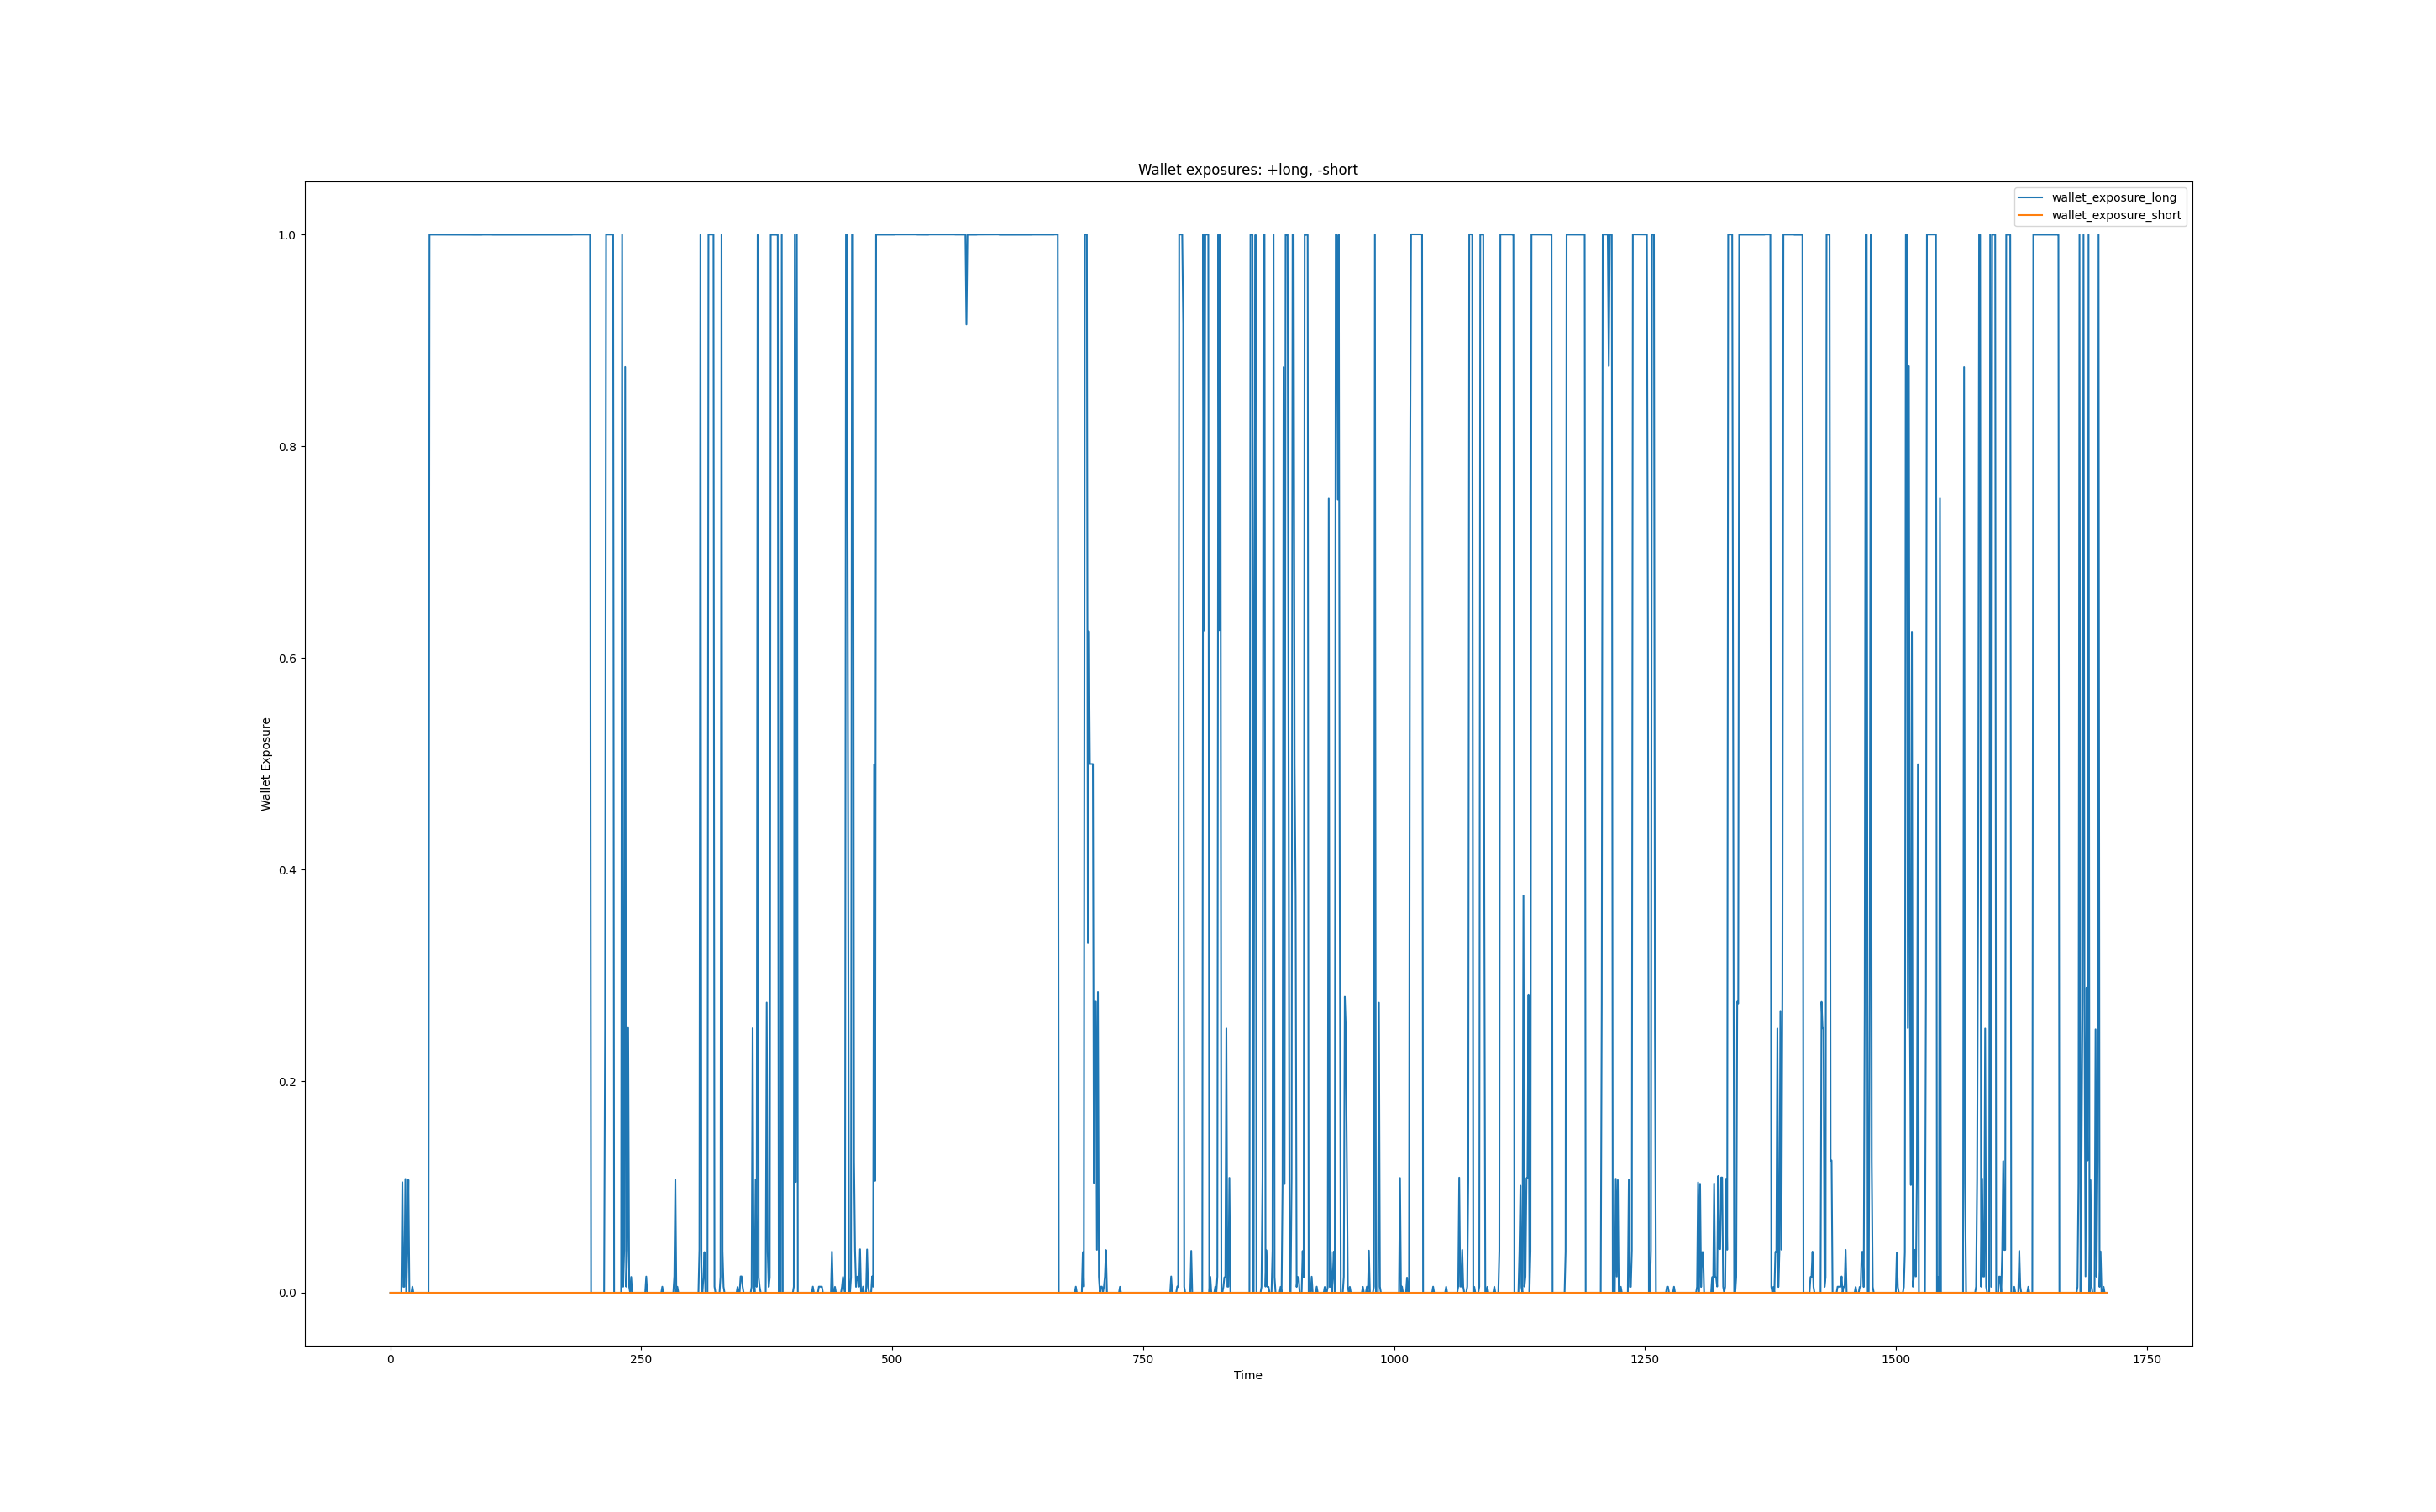 Wallet exposures: +long, -short
wallet_exposure_long
wallet_exposure_short
1.0
0.8
0.6
0.4
0.2
0.0
Wallet Exposure
0 250 500 750 1000 1250 1500 1750
Time